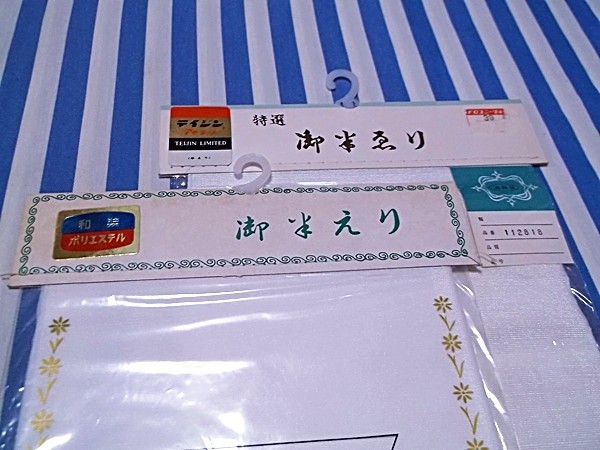 特選
御半ゑり
テイジン
TEIJIN LIMITED
御半えり
和装
ポリエステル
品番 112818